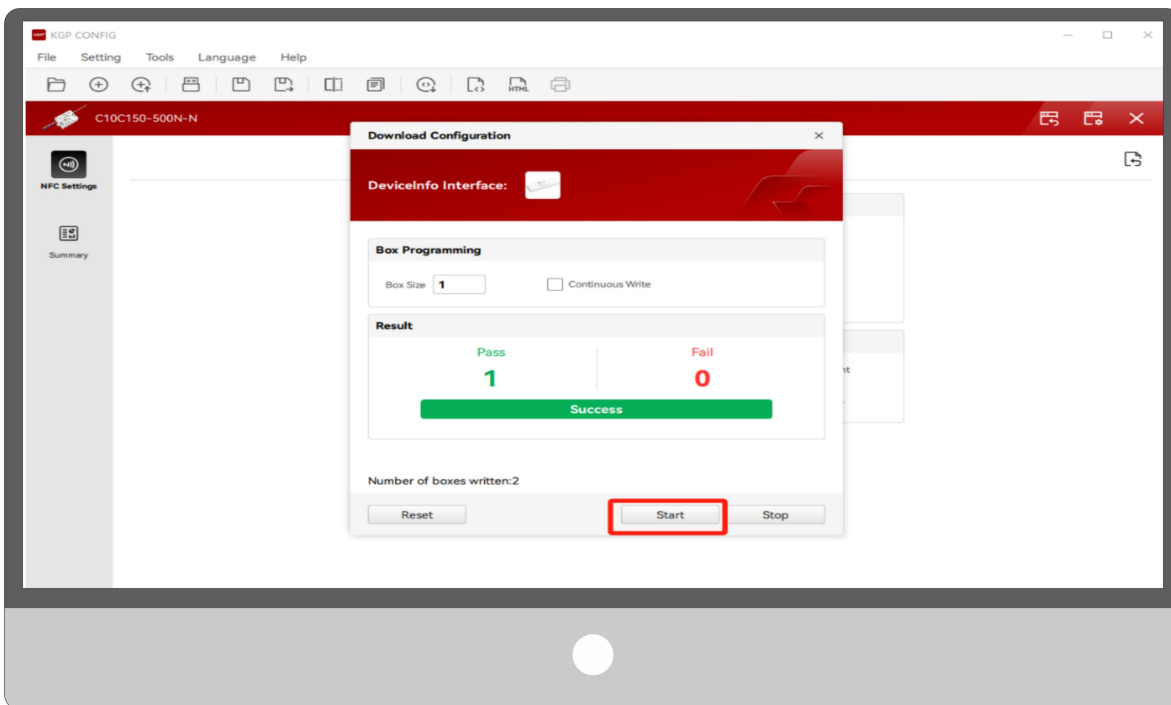 KGP CONFIG
File Setting Tools Language Help
HTML
C10C150-500N-N
NFC Settings
Summary
Download Configuration
DeviceInfo Interface:
Box Programming
Box Size 1 Continuous Write
Result
Pass Fail
1 0
Success
Number of boxes written:2
Reset Start Stop